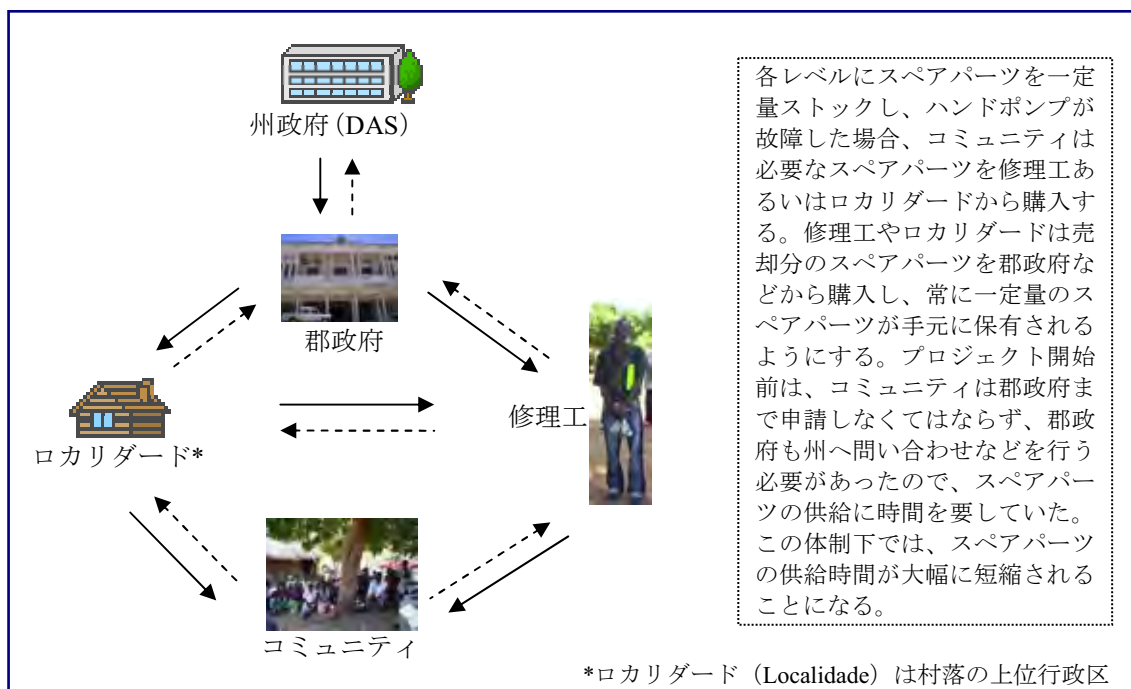 州政府（DAS）
郡政府
修理工
ロカリダード*
コミュニティ
各レベルにスペアパーツを一定
量ストックし、ハンドポンプが
故障した場合、コミュニティは
必要なスペアパーツを修理工あ
るいはロカリダードから購入す
る。修理工やロカリダードは売
却分のスペアパーツを郡政府な
どから購入し、常に一定量のス
ペアパーツが手元に保有される
ようにする。プロジェクト開始
前は、コミュニティは郡政府ま
で申請しなくてはならず、郡政
府も州へ問い合わせなどを行う
必要があったので、スペアパー
ツの供給に時間を要していた。
この体制下では、スペアパーツ
の供給時間が大幅に短縮される
ことになる。
*ロカリダード（Localidade）は村落の上位行政区